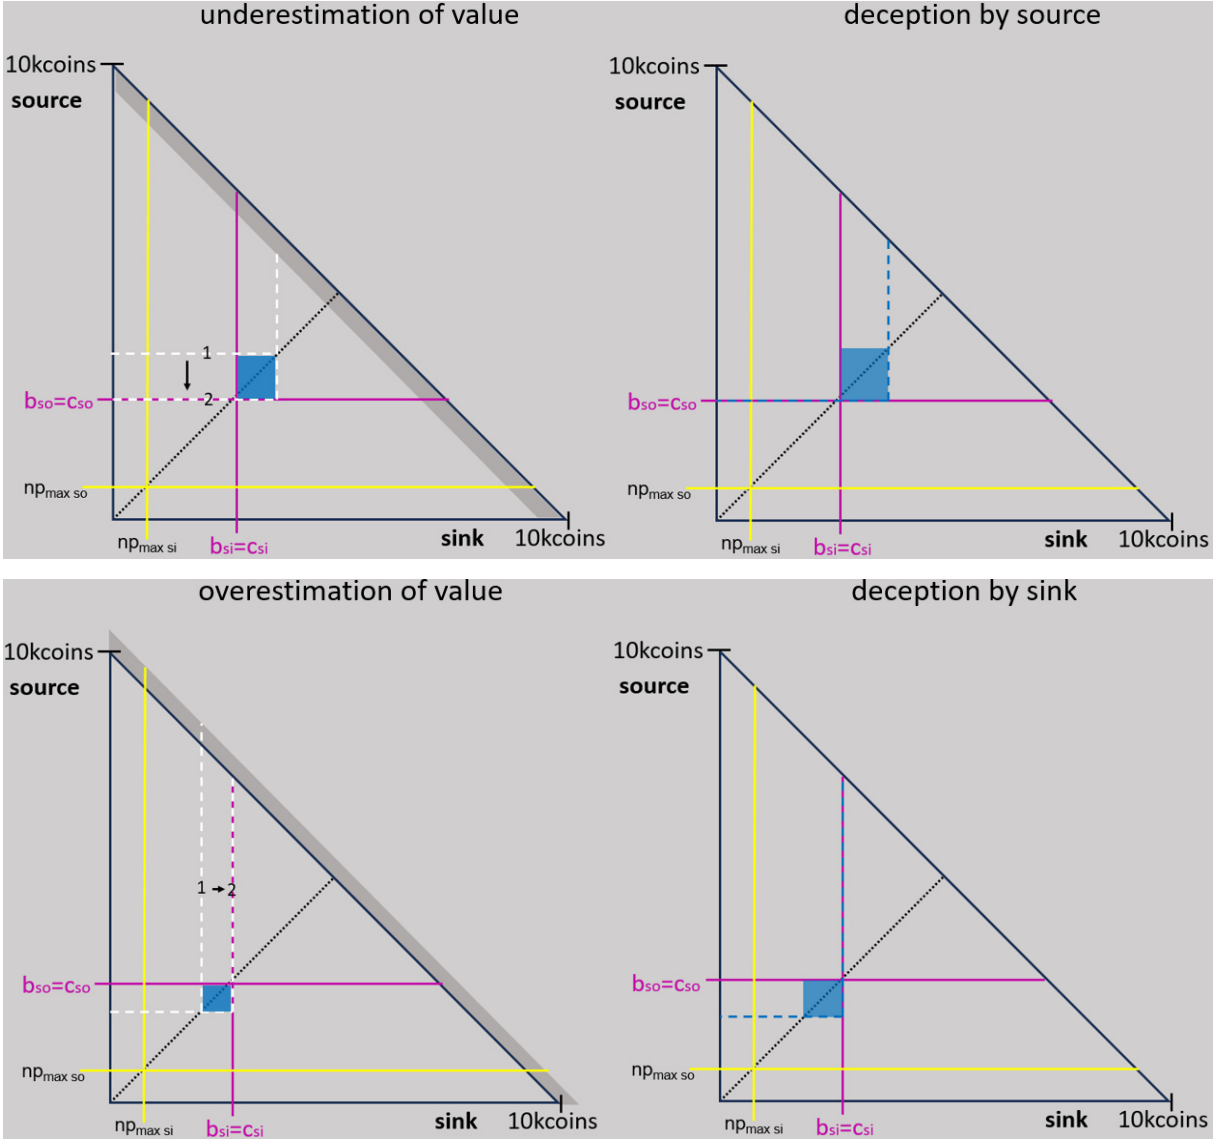 underestimation of value
10kcoins
source
1
2
bso=cso
npmax so
npmax si
bsi=csi
sink
10kcoins
deception by source
10kcoins
source
bso=cso
npmax so
npmax si
bsi=csi
sink
10kcoins
overestimation of value
10kcoins
source
1
2
bso=cso
npmax so
npmax si
bsi=csi
sink
10kcoins
deception by sink
10kcoins
source
bso=cso
npmax so
npmax si
bsi=csi
sink
10kcoins